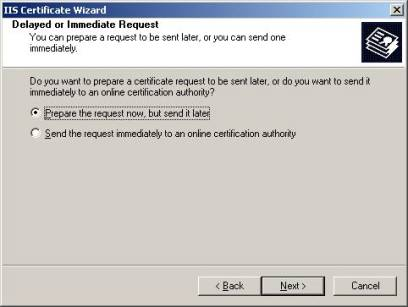 IIS Certificate Wizard
Delayed or Immediate Request
You can prepare a request to be sent later, or you can send one
immediately.
Do you want to prepare a certificate request to be sent later, or do you want to send it
immediately to an online certification authority?
Prepare the request now, but send it later
Send the request immediately to an online certification authority
< Back
Next >
Cancel